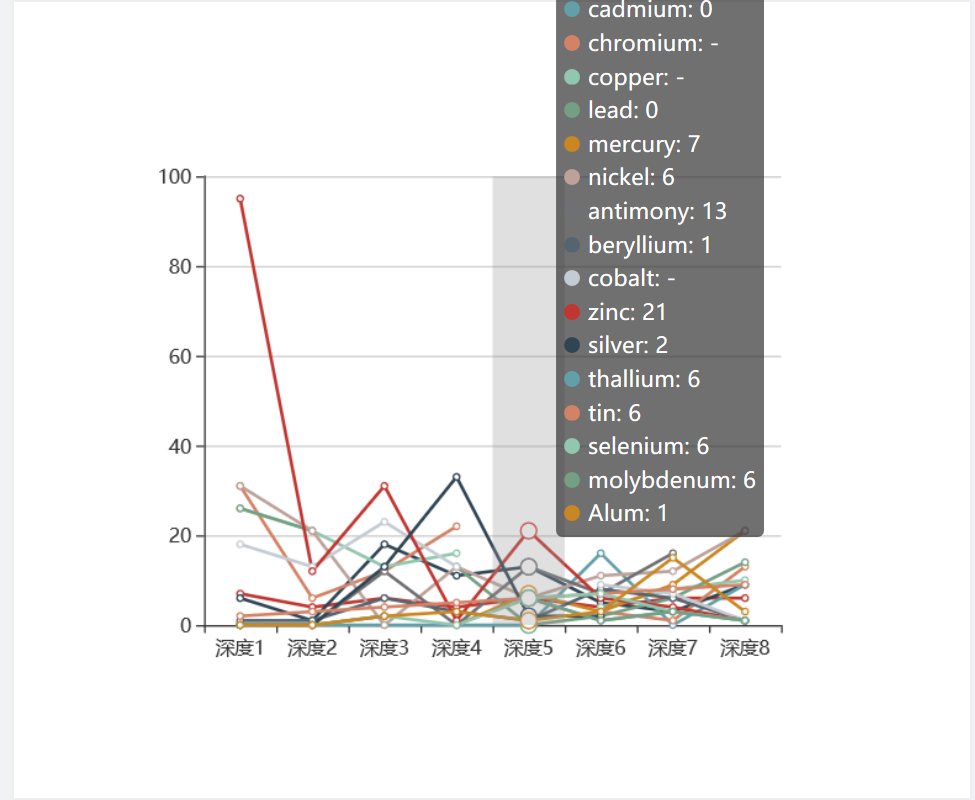 cadmium: 0
chromium: -
copper: -
lead: 0
mercury: 7
nickel: 6
antimony: 13
beryllium: 1
cobalt: -
zinc: 21
silver: 2
thallium: 6
tin: 6
selenium: 6
molybdenum: 6
Alum: 1
100
80
60
40
20
0
深度1 深度2 深度3 深度4 深度5 深度6 深度7 深度8